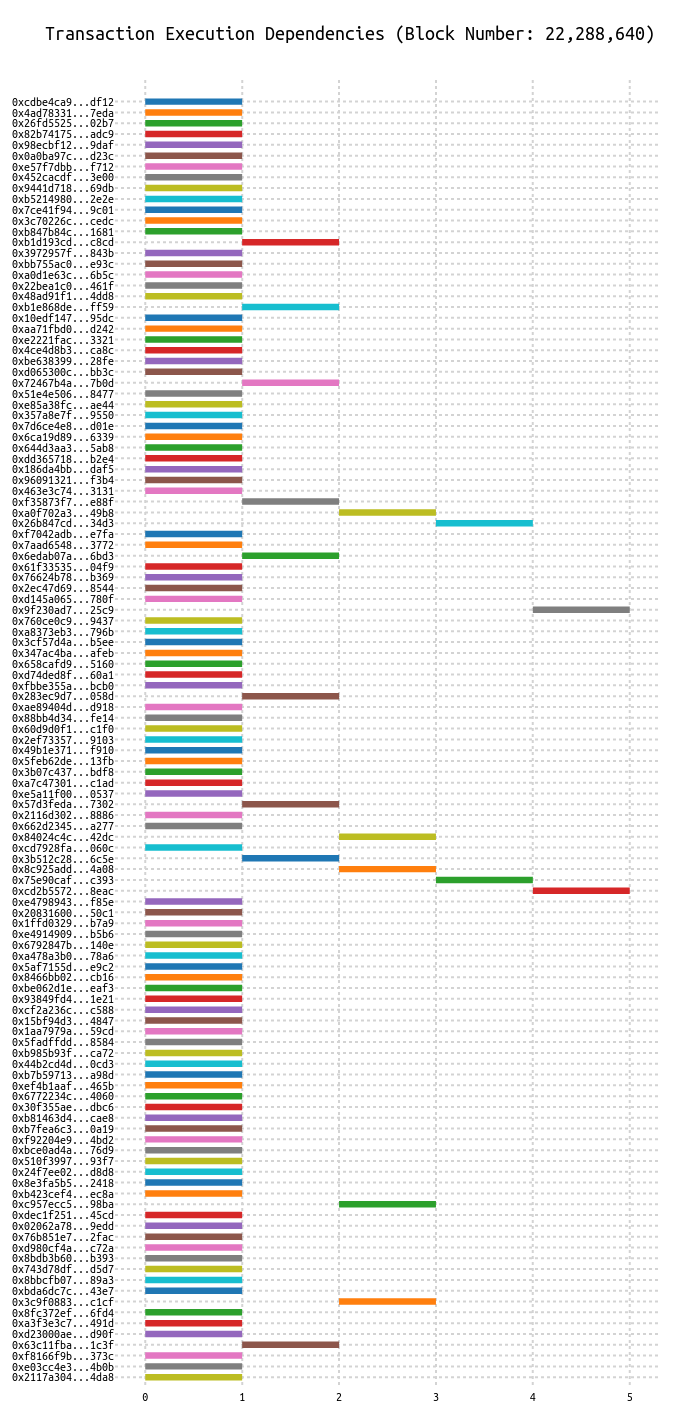 Transaction Execution Dependencies (Block Number: 22,288,640)
0xcdbe4ca9...df12
0x4ad78331...7eda
0x26fd5525...02b7
0x82b74175...adc9
0x98ecbf12...9daf
0x0a0ba97c...d23c
0xe57f7dbb...f712
0x452cacdf...3e00
0x9441d718...69db
0xb5214980...2e2e
0x7ce41f94...9c01
0x3c70226c...cedc
0xb847b84c...1681
0xb1d193cd...c8cd
0x3972957f...843b
0xbb755ac0...e93c
0xa0d1e63c...6b5c
0x22bea1c0...461f
0x48ad91f1...4dd8
0xb1e868de...ff59
0x10edf147...95dc
0xaa71fbd0...d242
0xe2221fac...3321
0x4ce4d8b3...ca8c
0xbe638399...28fe
0xd065300c...bb3c
0x72467b4a...7b0d
0x51e4e506...8477
0xe85a38fc...ae44
0x357a8e7f...9550
0x7d6ce4e8...d01e
0x6ca19d89...6339
0x644d3aa3...5ab8
0xdd365718...b2e4
0x186da4bb...daf5
0x96091321...f3b4
0x463e3c74...3131
0xf35873f7...e88f
0xa0f702a3...49b8
0x26b847cd...34d3
0xf7042adb...e7fa
0x7aad6548...3772
0x6edab07a...6bd3
0x61f33535...04f9
0x76624b78...b369
0x2ec47d69...8544
0xd145a065...780f
0x9f230ad7...25c9
0x760ce0c9...9437
0xa8373eb3...796b
0x3cf57d4a...b5ee
0x347ac4ba...afeb
0x658cafd9...5160
0xd74ded8f...60a1
0xfbbe355a...bcb0
0x283ec9d7...058d
0xae89404d...d918
0x88bb4d34...fe14
0x60d9d0f1...c1f0
0x2ef73357...9103
0x49b1e371...f910
0x5feb62de...13fb
0x3b07c437...bdf8
0xa7c47301...c1ad
0xe5a11f00...0537
0x57d3feda...7302
0x2116d302...8886
0x662d2345...a277
0x84024c4c...42dc
0xcd7928fa...060c
0x3b512c28...6c5e
0x8c925add...4a08
0x75e90caf...c393
0xcd2b5572...8eac
0xe4798943...f85e
0x20831600...50c1
0x1ffd0329...b7a9
0xe4914909...b5b6
0x6792847b...140e
0xa478a3b0...78a6
0x5af7155d...e9c2
0x8466bb02...cb16
0xbe062d1e...eaf3
0x93849fd4...1e21
0xcf2a236c...c588
0x15bf94d3...4847
0x1aa7979a...59cd
0x5fadffdd...8584
0xb985b93f...ca72
0x44b2cd4d...0cd3
0xb7b59713...a98d
0xef4b1aaf...465b
0x6772234c...4060
0x30f355ae...dbc6
0xb81463d4...cae8
0xb7fea6c3...0a19
0xf92204e9...4bd2
0xbce0ad4a...76d9
0x510f3997...93f7
0x24f7ee02...d8d8
0x8e3fa5b5...2418
0xb423cef4...ec8a
0xc957ecc5...98ba
0xdec1f251...45cd
0x02062a78...9edd
0x76b851e7...2fac
0xd980cf4a...c72a
0x8bdb3b60...b393
0x743d78df...d5d7
0x8bbcfb07...89a3
0xbda6dc7c...43e7
0x3c9f0883...c1cf
0x8fc372ef...6fd4
0xa3f3e3c7...491d
0xd23000ae...d90f
0x63c11fba...1c3f
0xf8166f9b...373c
0xe03cc4e3...4b0b
0x2117a304...4da8
0 1 2 3 4 5